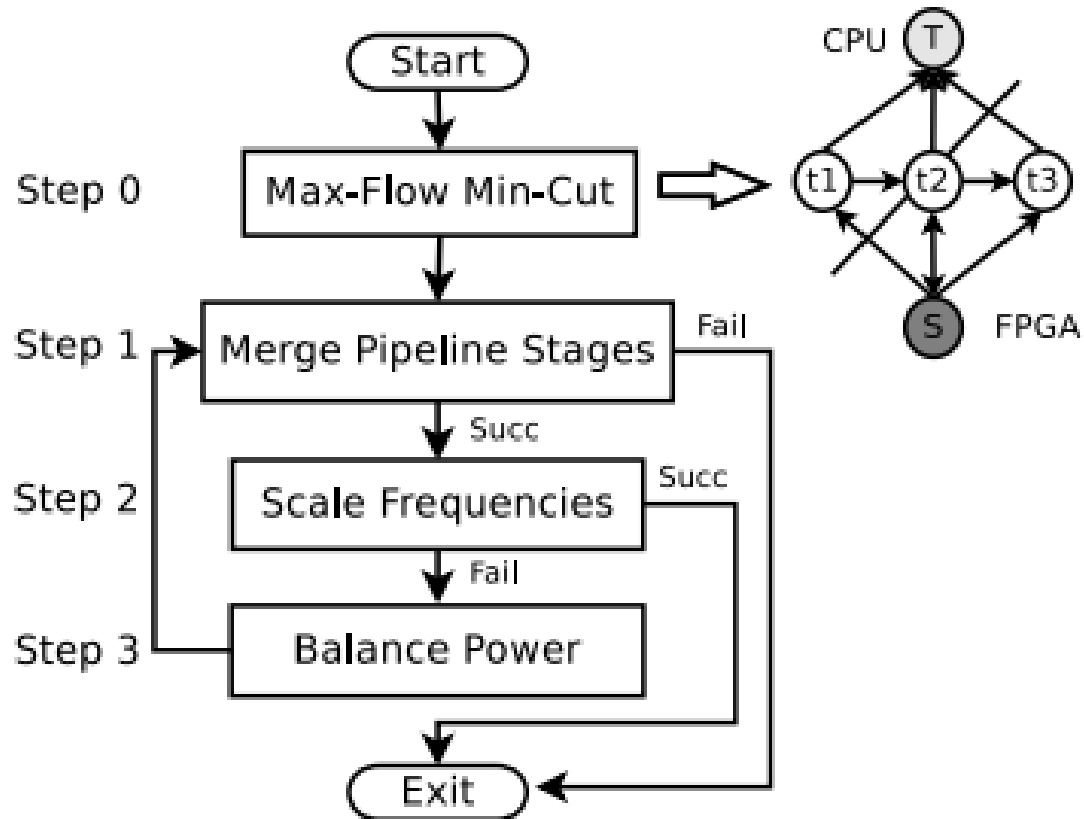 Start
CPU T
Step 0
Max-Flow Min-Cut
t1 t2 t3
S FPGA
Step 1
Merge Pipeline Stages
Fail
Succ
Step 2
Scale Frequencies
Succ
Fail
Step 3
Balance Power
Exit